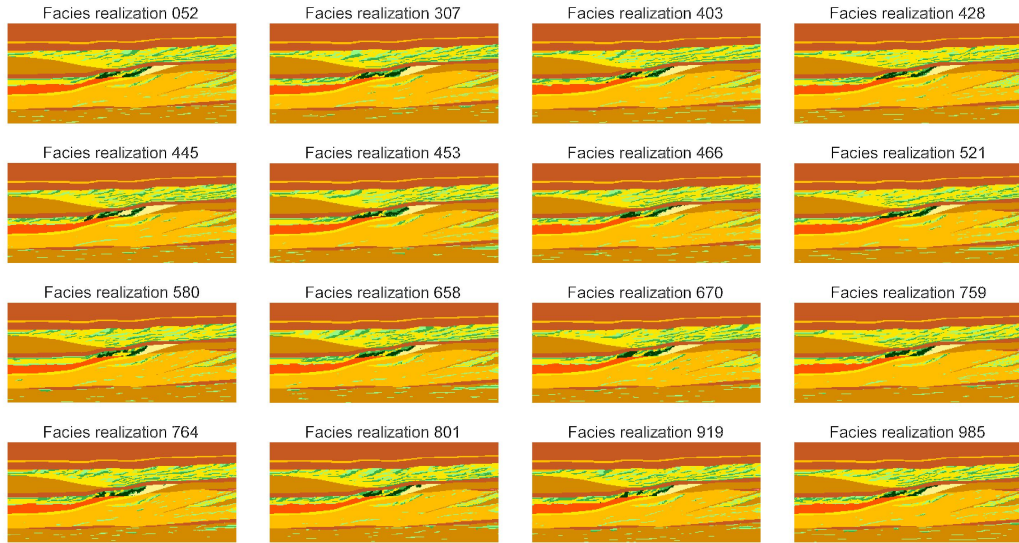 Facies realization 052
Facies realization 307
Facies realization 403
Facies realization 428
Facies realization 445
Facies realization 453
Facies realization 466
Facies realization 521
Facies realization 580
Facies realization 658
Facies realization 670
Facies realization 759
Facies realization 764
Facies realization 801
Facies realization 919
Facies realization 985